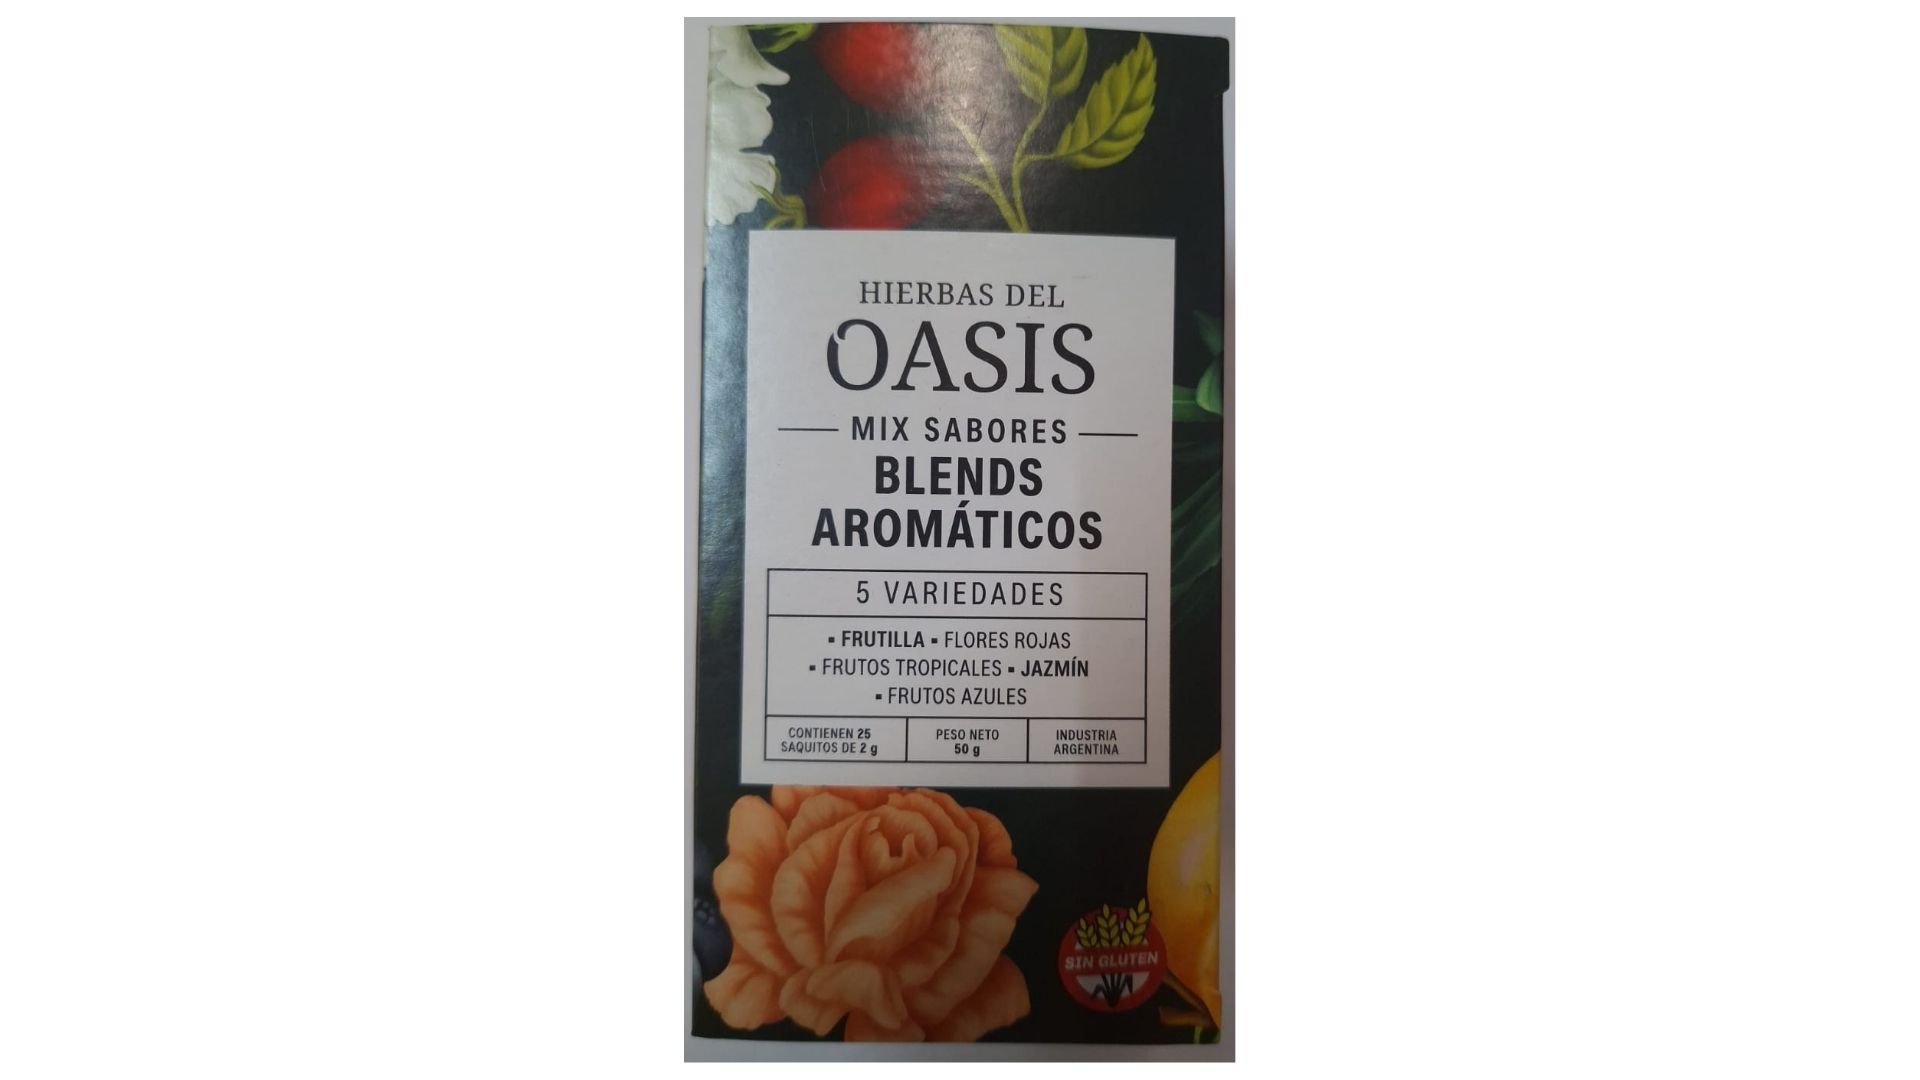 HIERBAS DEL
OASIS
MIX SABORES
BLENDS
AROMÁTICOS
5 VARIEDADES
▪ FRUTILLA ▪ FLORES ROJAS
▪ FRUTOS TROPICALES ▪ JAZMÍN
▪ FRUTOS AZULES
CONTIENEN 25
SAQUITOS DE 2 g
PESO NETO
50 g
INDUSTRIA
ARGENTINA
SIN GLUTEN